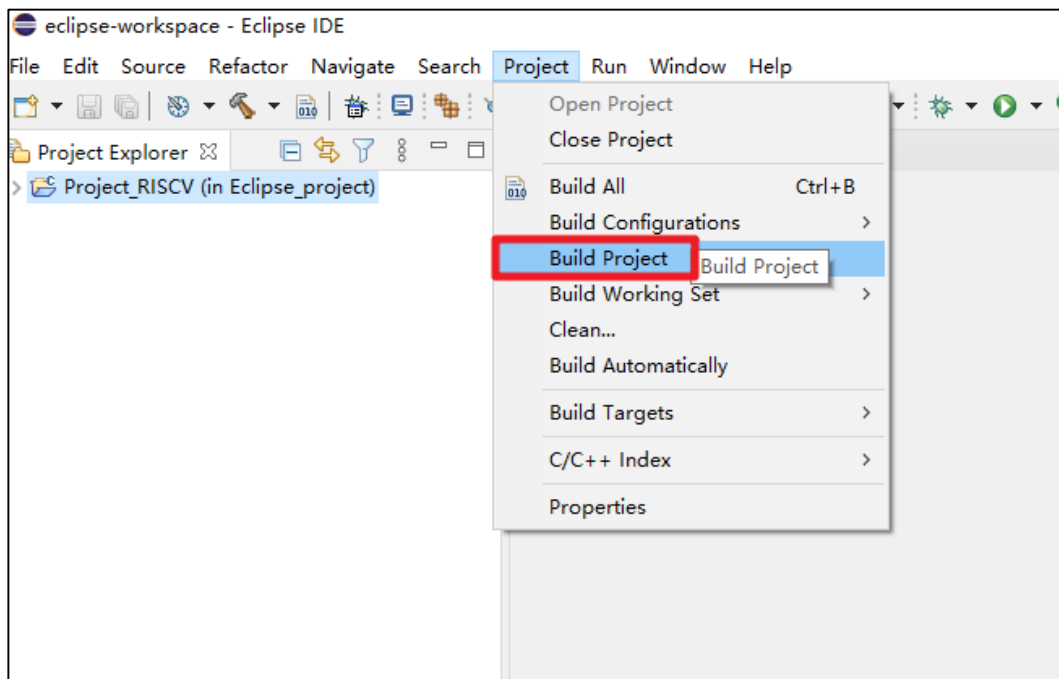 eclipse-workspace - Eclipse IDE
File Edit Source Refactor Navigate Search Project Run Window Help
010
Project Explorer
Project_RISCV (in Eclipse_project)
Open Project
Close Project
010 Build All Ctrl+B
Build Configurations
Build Project Build Project
Build Working Set
Clean...
Build Automatically
Build Targets
C/C++ Index
Properties